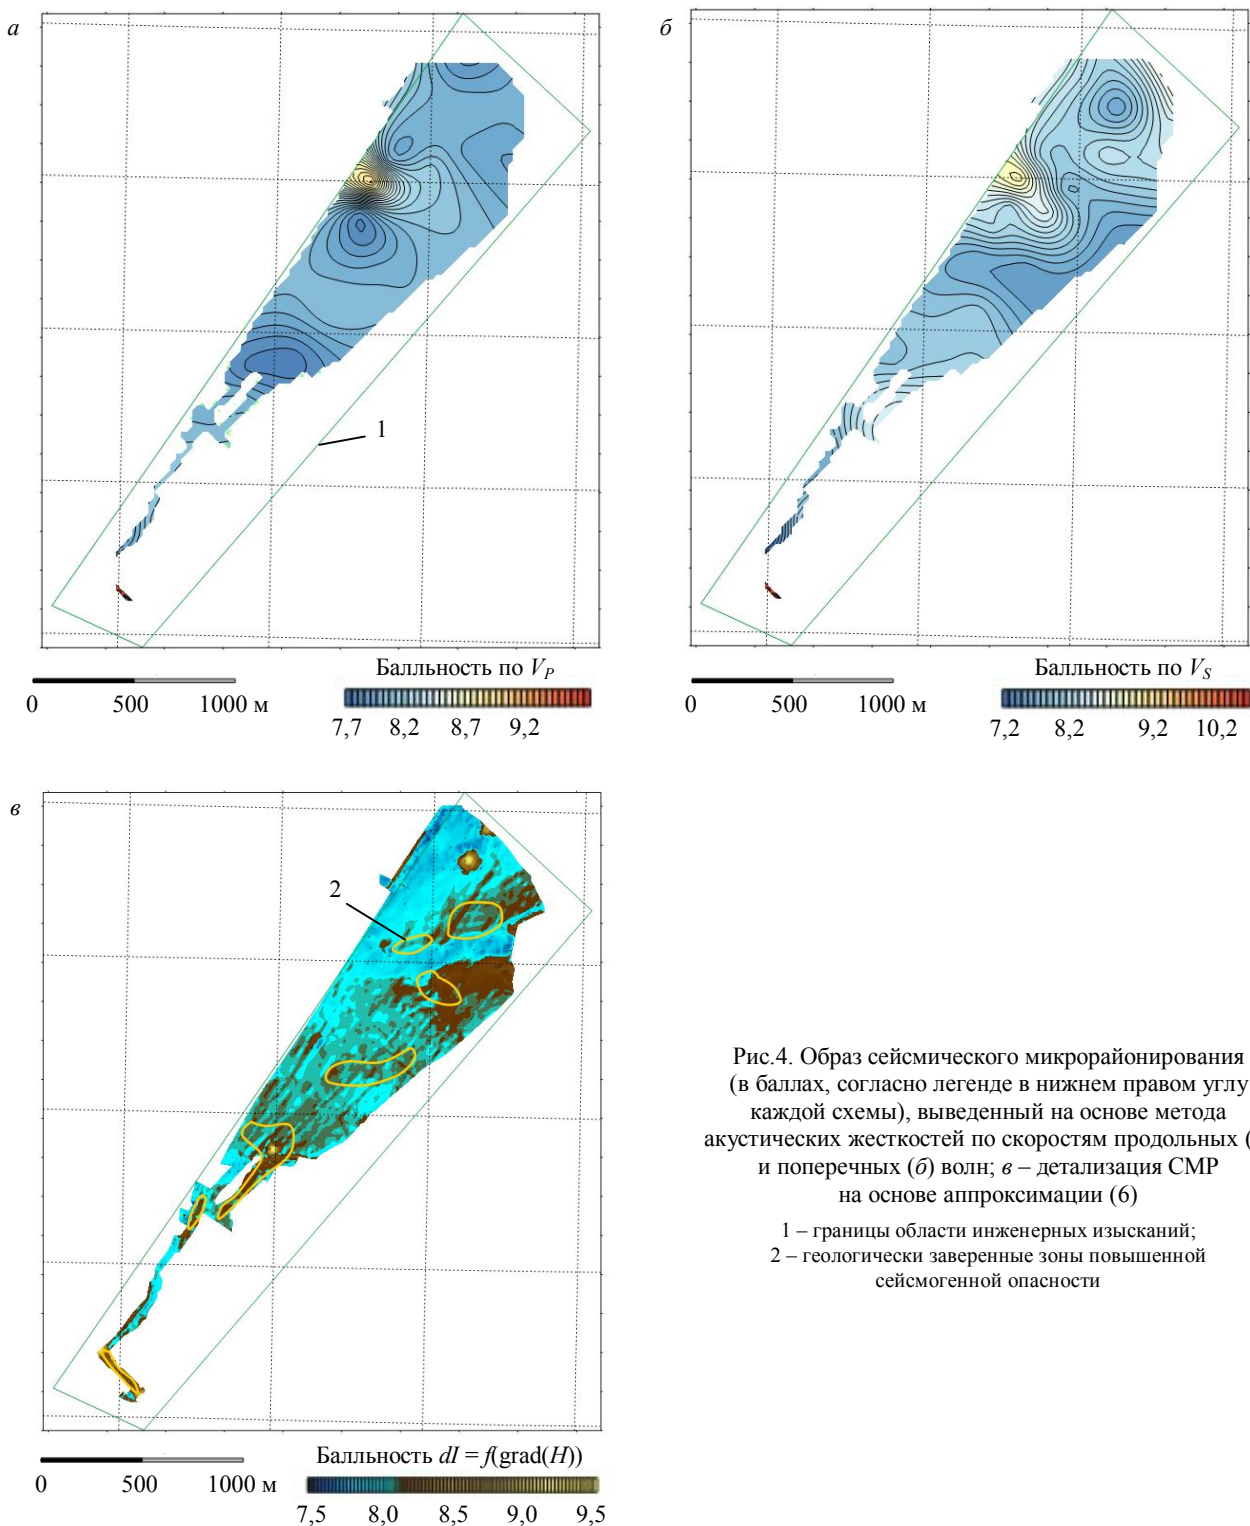 а
б
1
Балльность по VP
0 500 1000 м
7,7 8,2 8,7 9,2
Балльность по VS
0 500 1000 м
7,2 8,2 9,2 10,2
в
2
Балльность dI = f(grad(H))
0 500 1000 м
7,5 8,0 8,5 9,0 9,5
Рис.4. Образ сейсмического микрорайонирования
(в баллах, согласно легенде в нижнем правом углу
каждой схемы), выведенный на основе метода
акустических жесткостей по скоростям продольных (
и поперечных (б) волн; в – детализация СМР
на основе аппроксимации (6)
1 – границы области инженерных изысканий;
2 – геологически заверенные зоны повышенной
сейсмогенной опасности